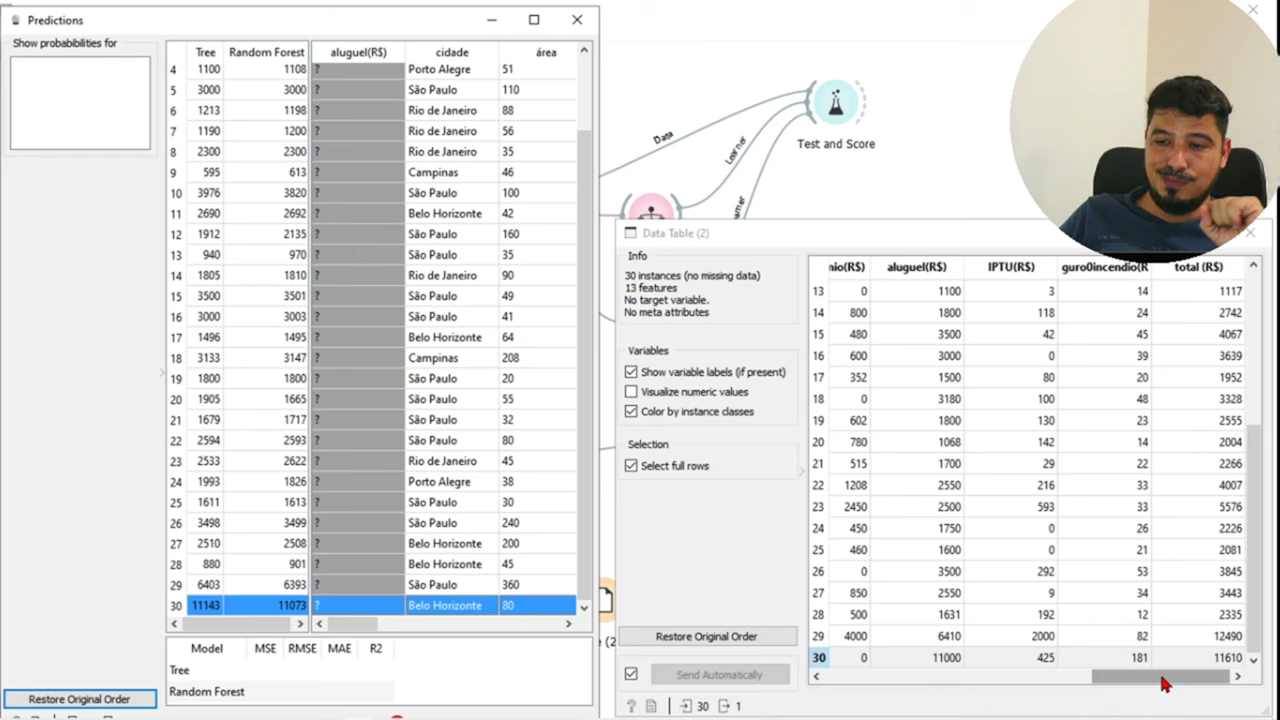 Predictions
Show probabilities for
Tree Random Forest aluguel(R$) cidade área
4 1100 1108 ? Porto Alegre 51
5 3000 3000 ? São Paulo 110
6 1213 1198 ? Rio de Janeiro 88
7 1190 1200 ? Rio de Janeiro 56
8 2300 2300 ? Rio de Janeiro 35
9 595 613 ? Campinas 46
10 3976 3820 ? São Paulo 100
11 2690 2692 ? Belo Horizonte 42
12 1912 2135 ? São Paulo 160
13 940 970 ? São Paulo 35
14 1805 1810 ? Rio de Janeiro 90
15 3500 3501 ? São Paulo 49
16 3000 3003 ? São Paulo 41
17 1496 1495 ? Belo Horizonte 64
18 3133 3147 ? Campinas 208
19 1800 1800 ? São Paulo 20
20 1905 1665 ? São Paulo 55
21 1679 1717 ? São Paulo 32
22 2594 2593 ? São Paulo 80
23 2533 2622 ? Rio de Janeiro 45
24 1993 1826 ? Porto Alegre 38
25 1611 1613 ? São Paulo 30
26 3498 3499 ? São Paulo 240
27 2510 2508 ? Belo Horizonte 200
28 880 901 ? Belo Horizonte 45
29 6403 6393 ? São Paulo 360
30 11143 11073 ? Belo Horizonte 80
Model MSE RMSE MAE R2
Tree
Random Forest
Restore Original Order
Data
Learner
Test and Score
Data Table (2)
Info
30 instances (no missing data)
13 features
No target variable.
No meta attributes
Variables
Show variable labels (if present)
Visualize numeric values
Color by instance classes
Selection
Select full rows
Restore Original Order
Send Automatically
30 1
nio(R$) aluguel(R$) IPTU(R$) guro0incendio(R total (R$)
13 0 1100 3 14 1117
14 800 1800 118 24 2742
15 480 3500 42 45 4067
16 600 3000 0 39 3639
17 352 1500 80 20 1952
18 0 3180 100 48 3328
19 602 1800 130 23 2555
20 780 1068 142 14 2004
21 515 1700 29 22 2266
22 1208 2550 216 33 4007
23 2450 2500 593 33 5576
24 450 1750 0 26 2226
25 460 1600 0 21 2081
26 0 3500 292 53 3845
27 850 2550 9 34 3443
28 500 1631 192 12 2335
29 4000 6410 2000 82 12490
30 0 11000 425 181 11610